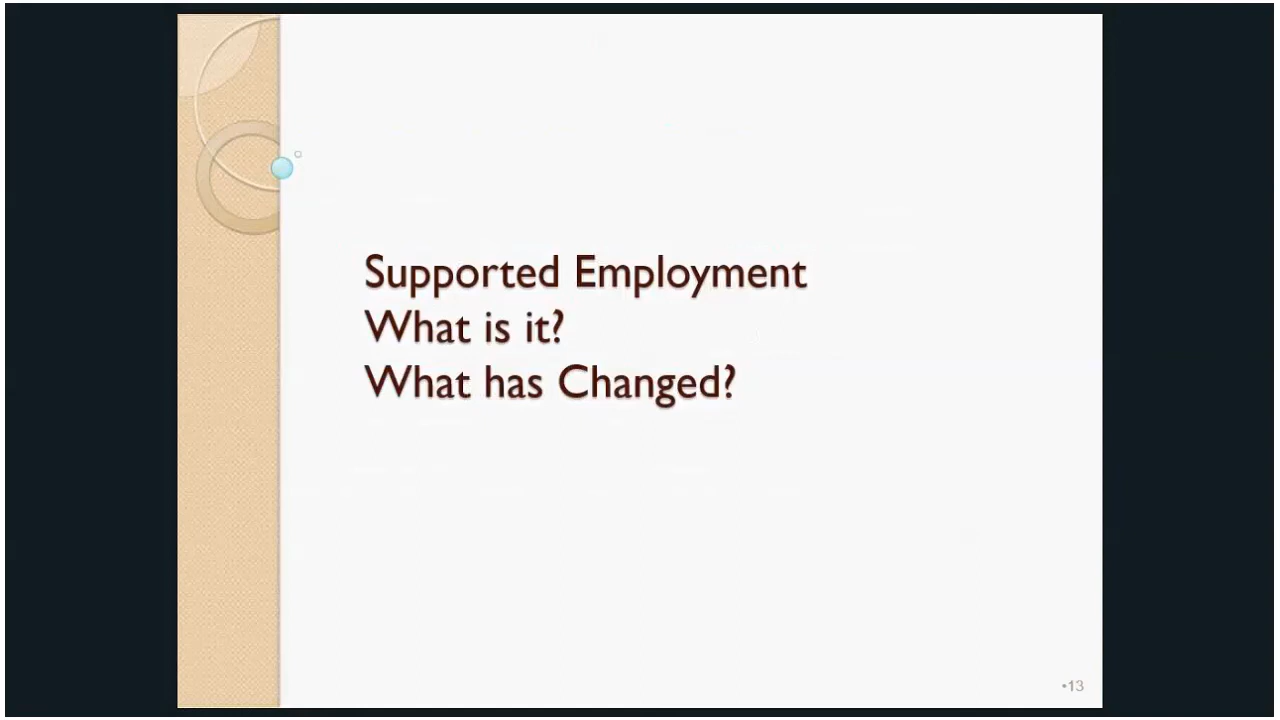 Supported Employment
What is it?
What has Changed?
•13